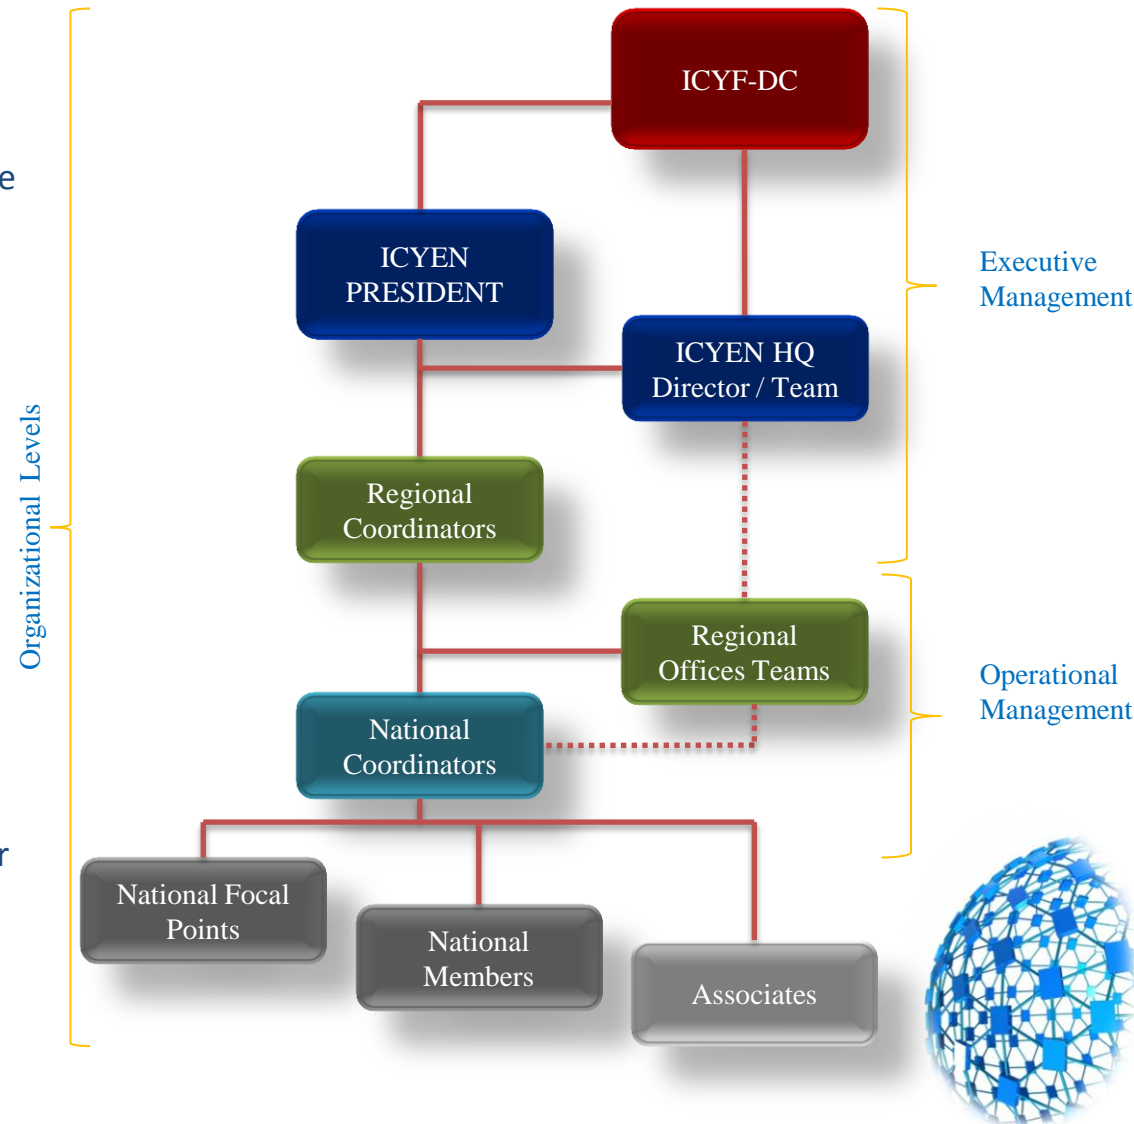 ICYF-DC
e
ICYEN
PRESIDENT
Executive
Management
ICYEN HQ
Director / Team
Organizational Levels
Regional
Coordinators
Regional
Offices Teams
Operational
Management
National
Coordinators
r
National Focal
Points
National
Members
Associates